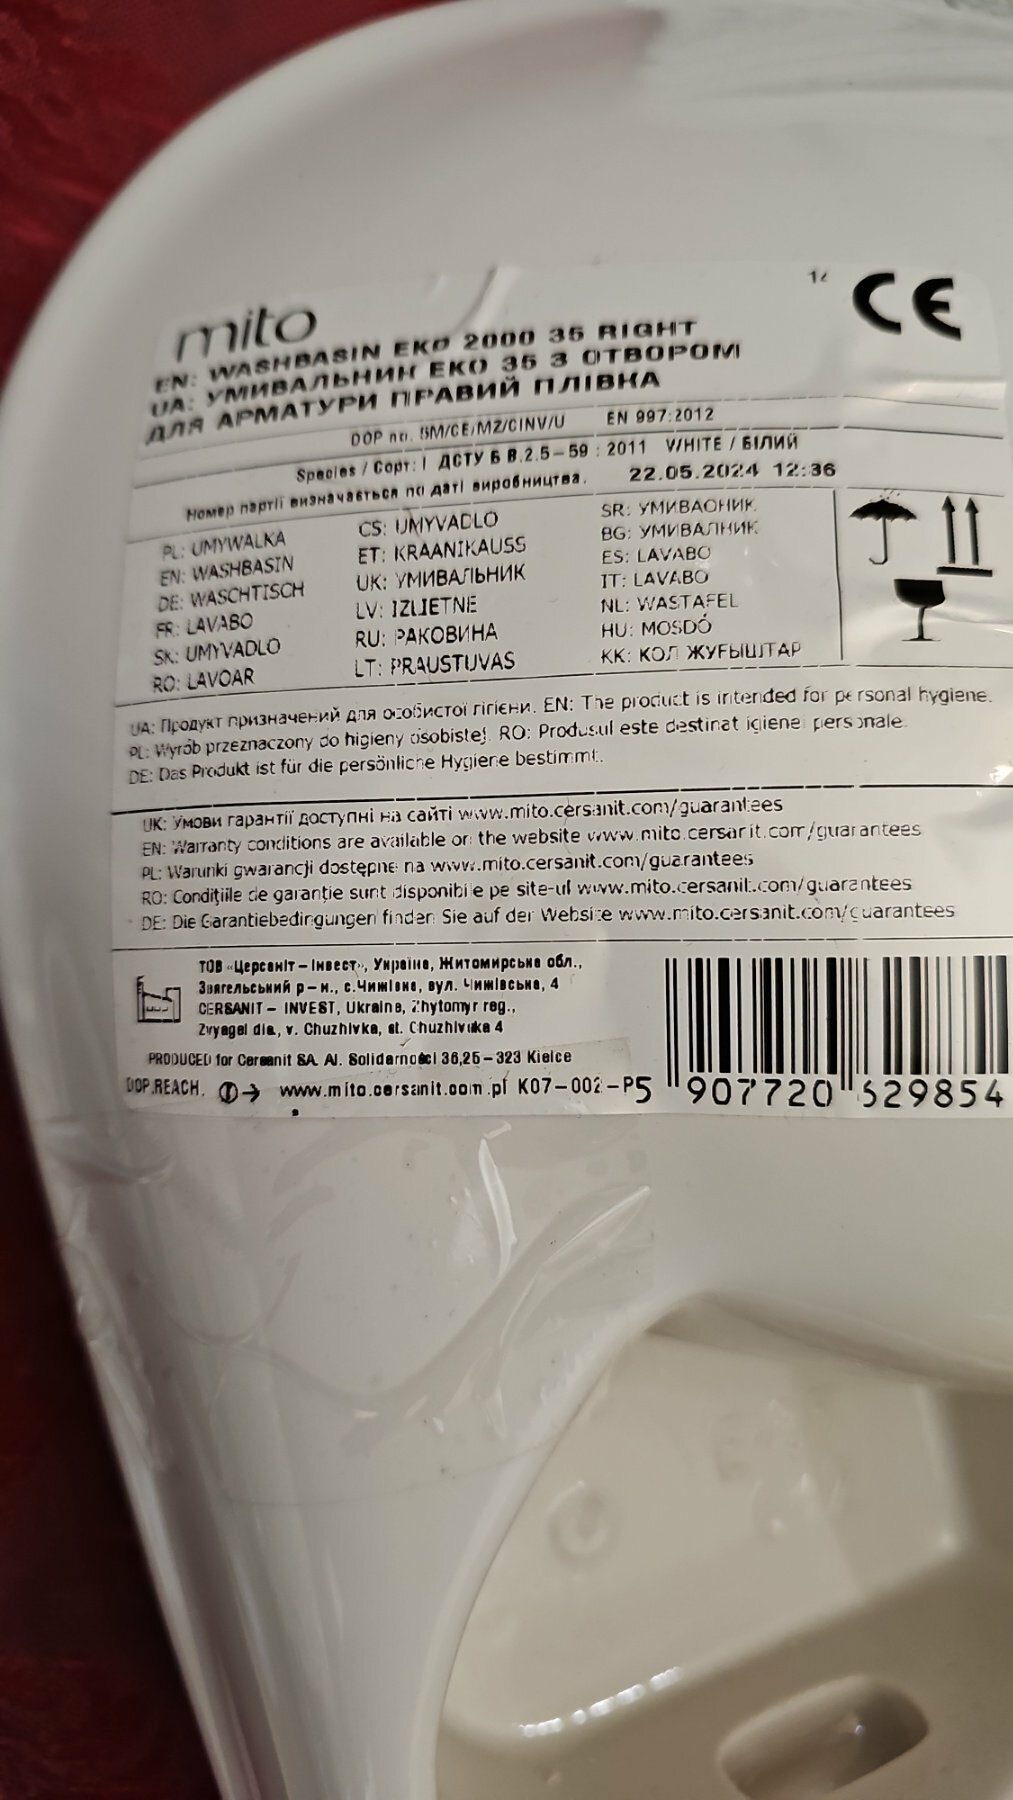 mito
14 CE
EN: WASHBASIN EKO 2000 35 RIGHT
UA: УМИВАЛЬНИК ЕКО 35 З ОТВОРОМ
ДЛЯ АРМАТУРИ ПРАВИЙ ПЛІВКА
DOP no. SM/CE/MZ/CINV/U EN 997:2012
Species / Сорт: I ДСТУ Б В.2.5-59 : 2011 WHITE / БІЛИЙ
Номер партії визначається по даті виробництва. 22.05.2024 12:36
PL: UMYWALKA CS: UMYVADLO SR: УМИВАОНИК
EN: WASHBASIN ET: KRAANIKAUSS BG: УМИВАЛНИК
DE: WASCHTISCH UK: УМИВАЛЬНИК ES: LAVABO
FR: LAVABO LV: IZLIETNE IT: LAVABO
SK: UMYVADLO RU: РАКОВИНА NL: WASTAFEL
RO: LAVOAR LT: PRAUSTUVAS HU: MOSDÓ
KK: КОЛ ЖУҒЫШТАР
UA: Продукт призначений для особистої гігієни. EN: The product is intended for personal hygiene.
PL: Wyrób przeznaczony do higieny osobistej. RO: Produsul este destinat igienei personale.
DE: Das Produkt ist für die persönliche Hygiene bestimmt.
UK: Умови гарантії доступні на сайті www.mito.cersanit.com/guarantees
EN: Warranty conditions are available on the website www.mito.cersanit.com/guarantees
PL: Warunki gwarancji dostępne na www.mito.cersanit.com/guarantees
RO: Condițiile de garanție sunt disponibile pe site-ul www.mito.cersanit.com/guarantees
DE: Die Garantiebedingungen finden Sie auf der Website www.mito.cersanit.com/guarantees
ТОВ «Церсаніт – Інвест», Україна, Житомирська обл.,
Звягельський р-н., с.Чижівка, вул. Чижівська, 4
CERSANIT – INVEST, Ukraine, Zhytomyr reg.,
Zvyagel dis., v. Chuzhivka, st. Chuzhivska 4
PRODUCED for Cersanit SA. Al. Solidarności 36,25-323 Kielce
DOP.REACH. www.mito.cersanit.com.pl K07-002-P5
907720 529854